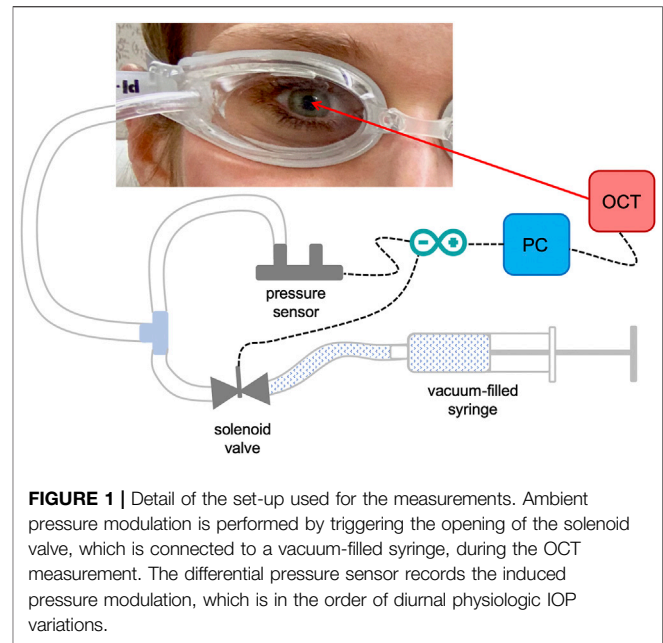 OCT
PC
pressure
sensor
vacuum-filled
syringe
solenoid
valve
FIGURE 1 | Detail of the set-up used for the measurements. Ambient
pressure modulation is performed by triggering the opening of the solenoid
valve, which is connected to a vacuum-filled syringe, during the OCT
measurement. The differential pressure sensor records the induced
pressure modulation, which is in the order of diurnal physiologic IOP
variations.